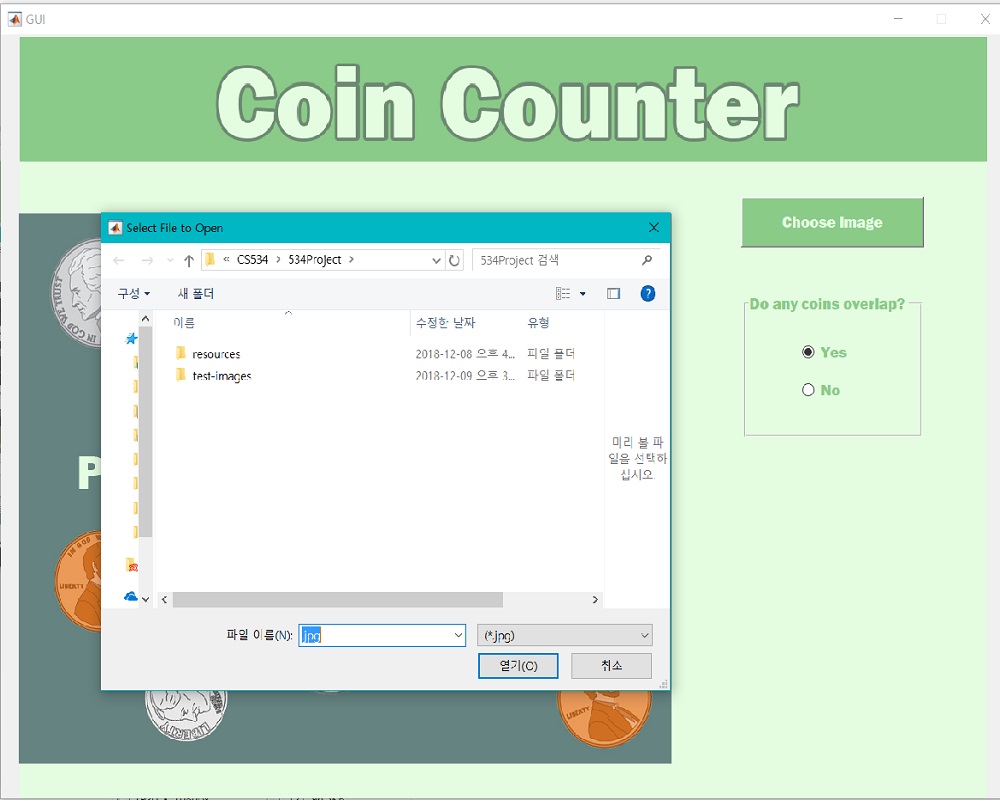 GUI
Coin Counter
Choose Image
Do any coins overlap?
Yes
No
Select File to Open
« CS534 > 534Project >
534Project 검색
구성
새 폴더
이름 수정한 날짜 유형
resources 2018-12-08 오후 4... 파일 폴더
test-images 2018-12-09 오후 3... 파일 폴더
미리 볼 파
일을 선택하
십시오.
파일 이름(N): .jpg (*.jpg)
열기(O) 취소
P
IN GOD WE TRUST
IN GOD WE
LIBERTY
LIBERTY
LIBERTY